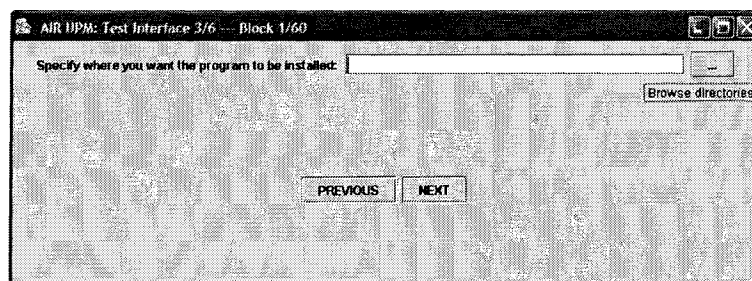 AIR UPM: Test Interface 3/6 --- Block 1/60
Specify where you want the program to be installed: ...
Browse directories
PREVIOUS NEXT